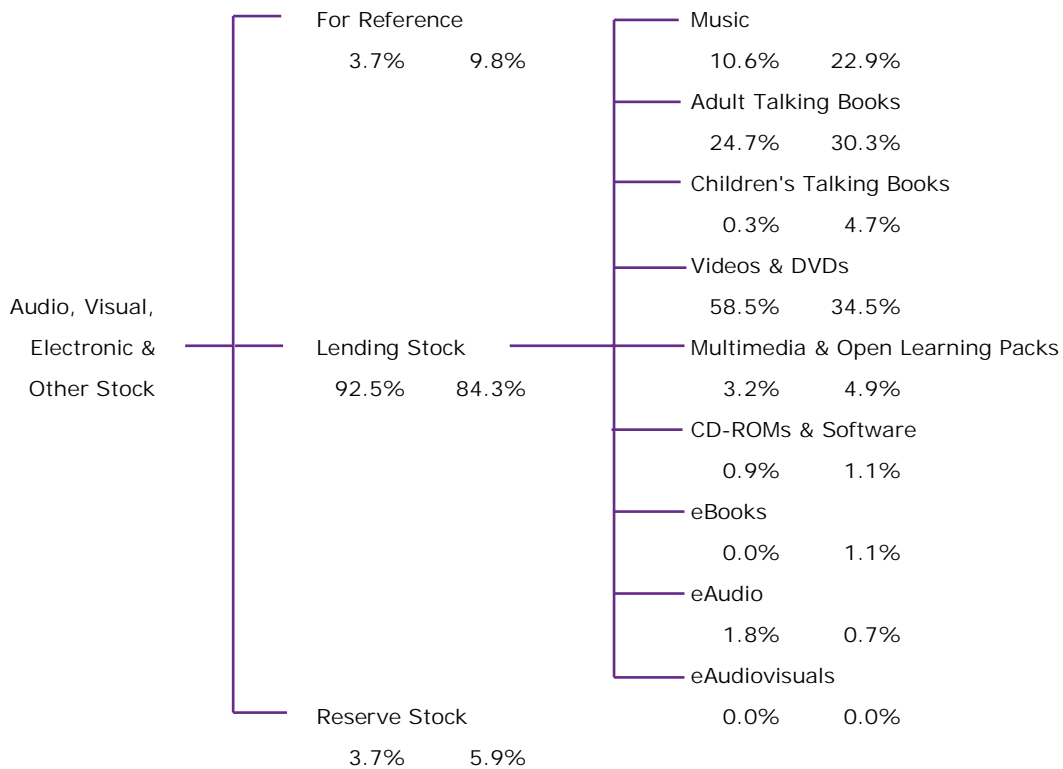 Audio, Visual,
Electronic &
Other Stock
For Reference
3.7% 9.8%
Lending Stock
92.5% 84.3%
Reserve Stock
3.7% 5.9%
Music
10.6% 22.9%
Adult Talking Books
24.7% 30.3%
Children's Talking Books
0.3% 4.7%
Videos & DVDs
58.5% 34.5%
Multimedia & Open Learning Packs
3.2% 4.9%
CD-ROMs & Software
0.9% 1.1%
eBooks
0.0% 1.1%
eAudio
1.8% 0.7%
eAudiovisuals
0.0% 0.0%